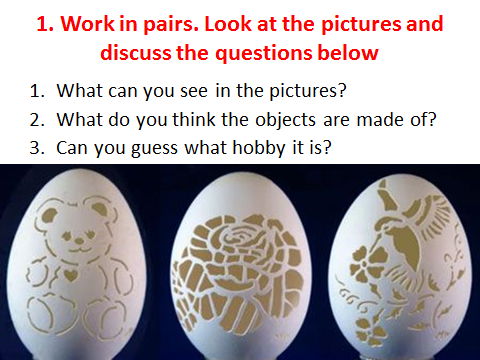 1. Work in pairs. Look at the pictures and
discuss the questions below
1. What can you see in the pictures?
2. What do you think the objects are made of?
3. Can you guess what hobby it is?